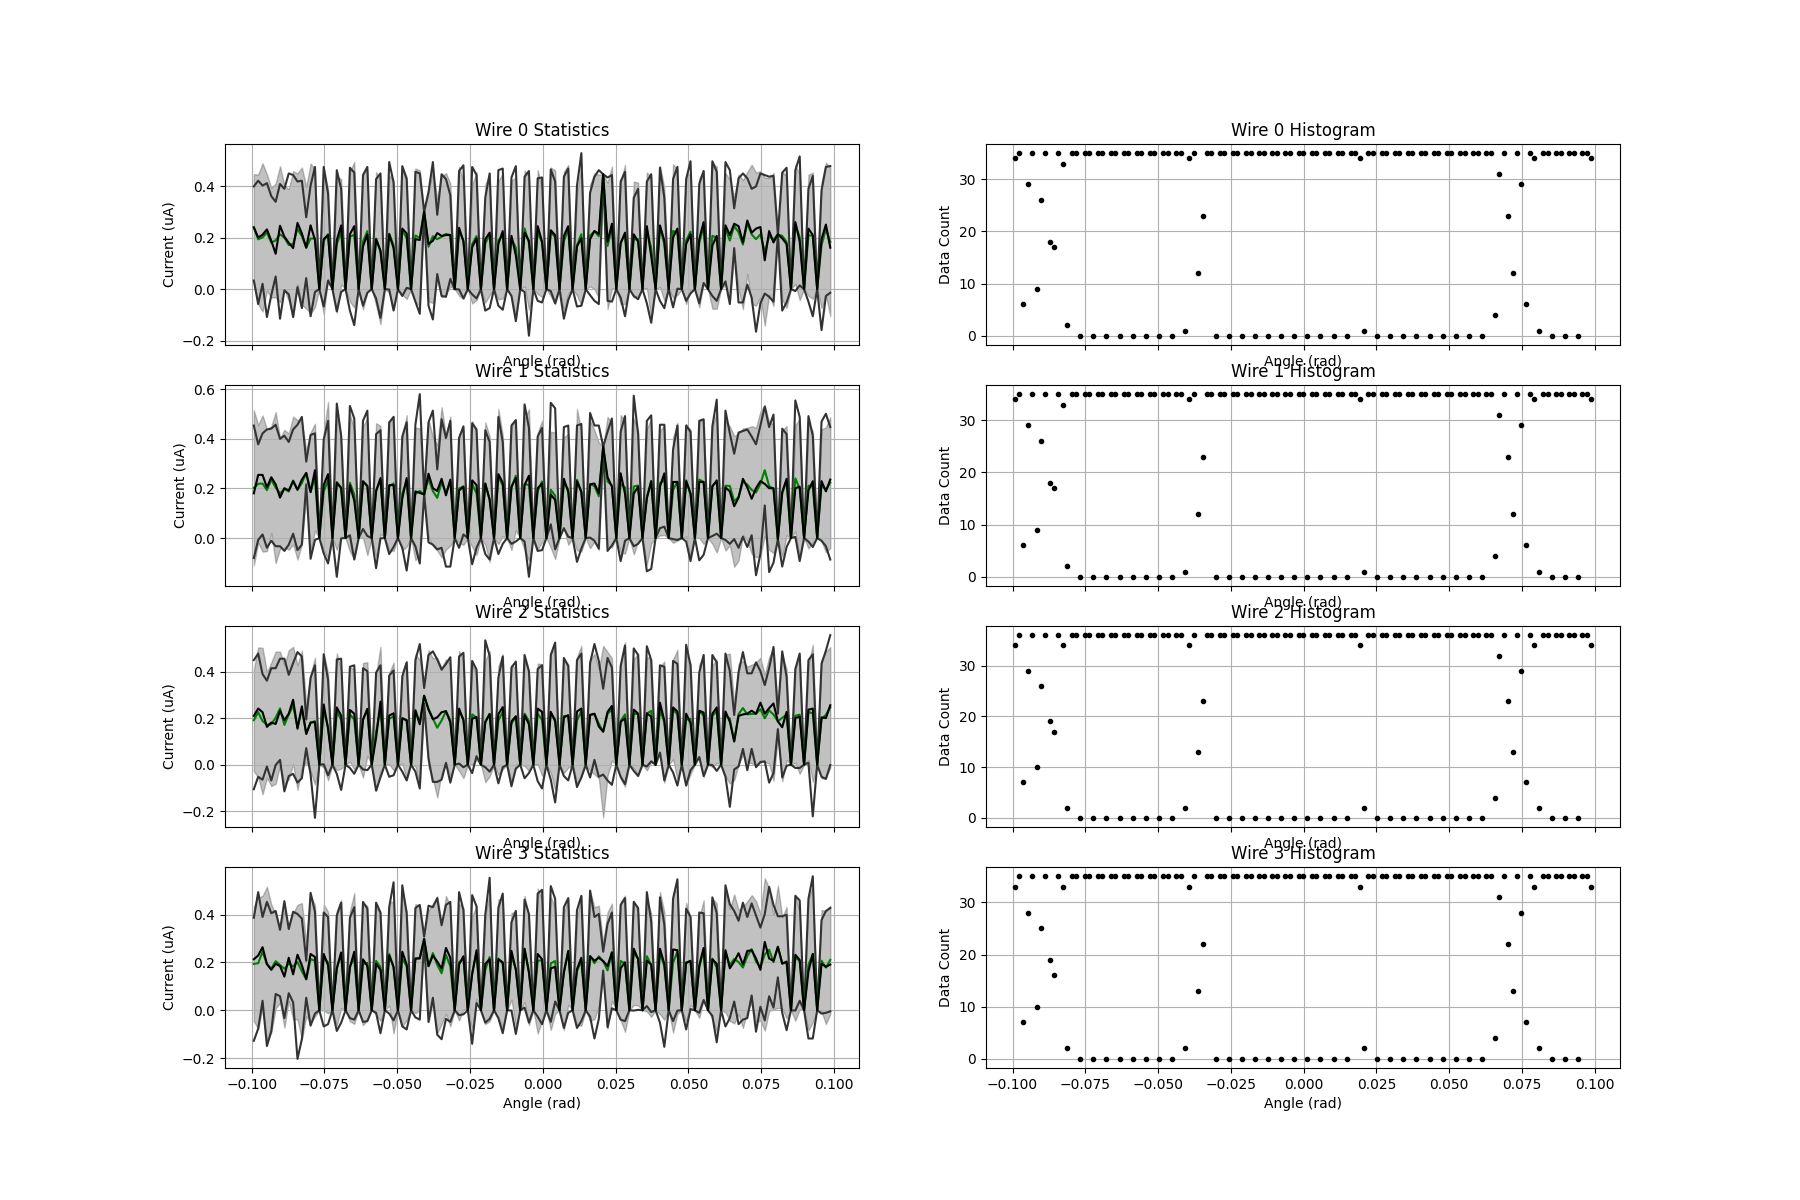 Wire 0 Statistics
Current (uA)
0.4
0.2
0.0
−0.2
Angle (rad)
Wire 0 Histogram
Data Count
30
20
10
0
Angle (rad)
Wire 1 Statistics
Current (uA)
0.6
0.4
0.2
0.0
Angle (rad)
Wire 1 Histogram
Data Count
30
20
10
0
Angle (rad)
Wire 2 Statistics
Current (uA)
0.4
0.2
0.0
−0.2
Angle (rad)
Wire 2 Histogram
Data Count
30
20
10
0
Angle (rad)
Wire 3 Statistics
Current (uA)
0.4
0.2
0.0
−0.2
−0.100 −0.075 −0.050 −0.025 0.000 0.025 0.050 0.075 0.100
Angle (rad)
Wire 3 Histogram
Data Count
30
20
10
0
−0.100 −0.075 −0.050 −0.025 0.000 0.025 0.050 0.075 0.100
Angle (rad)